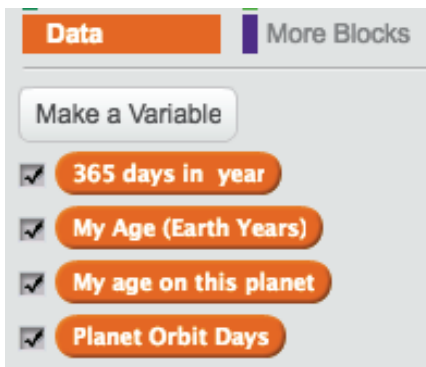 Data More Blocks
Make a Variable
365 days in  year
My Age (Earth Years)
My age on this planet
Planet Orbit Days